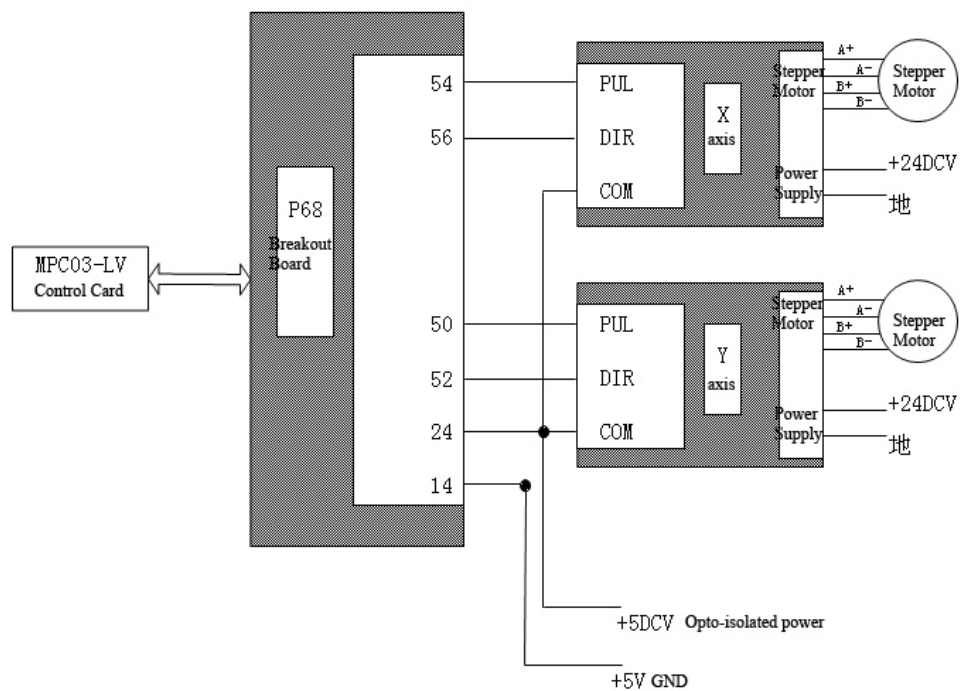 MPC03-LV
Control Card
P68
Breakout
Board
54
56
50
52
24
14
PUL
DIR
COM
X
axis
Stepper
Motor
Power
Supply
A+
A-
B+
B-
Stepper
Motor
+24DCV
地
PUL
DIR
COM
Y
axis
Stepper
Motor
Power
Supply
A+
A-
B+
B-
Stepper
Motor
+24DCV
地
+5DCV Opto-isolated power
+5V GND